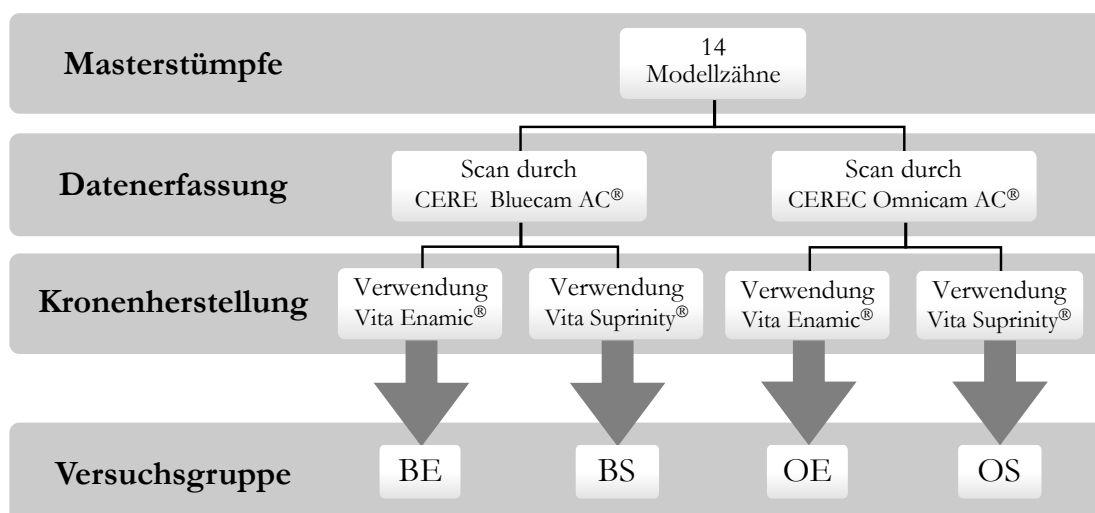 Masterstümpfe
14
Modellzähne
Datenerfassung
Scan durch
CERE Bluecam AC®
Scan durch
CEREC Omnicam AC®
Kronenherstellung
Verwendung
Vita Enamic®
Verwendung
Vita Suprinity®
Verwendung
Vita Enamic®
Verwendung
Vita Suprinity®
Versuchsgruppe
BE
BS
OE
OS